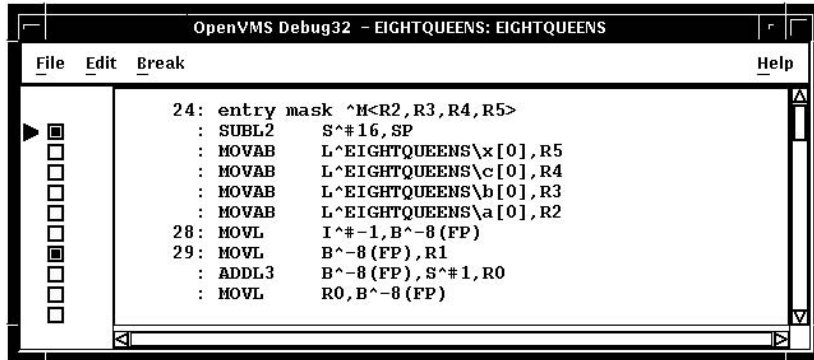 OpenVMS Debug32 – EIGHTQUEENS: EIGHTQUEENS
File Edit Break Help
24: entry mask ^M<R2,R3,R4,R5>
: SUBL2 S^#16,SP
: MOVAB L^EIGHTQUEENS\x[0],R5
: MOVAB L^EIGHTQUEENS\c[0],R4
: MOVAB L^EIGHTQUEENS\b[0],R3
: MOVAB L^EIGHTQUEENS\a[0],R2
28: MOVL I^#-1,B^-8(FP)
29: MOVL B^-8(FP),R1
: ADDL3 B^-8(FP),S^#1,R0
: MOVL R0,B^-8(FP)